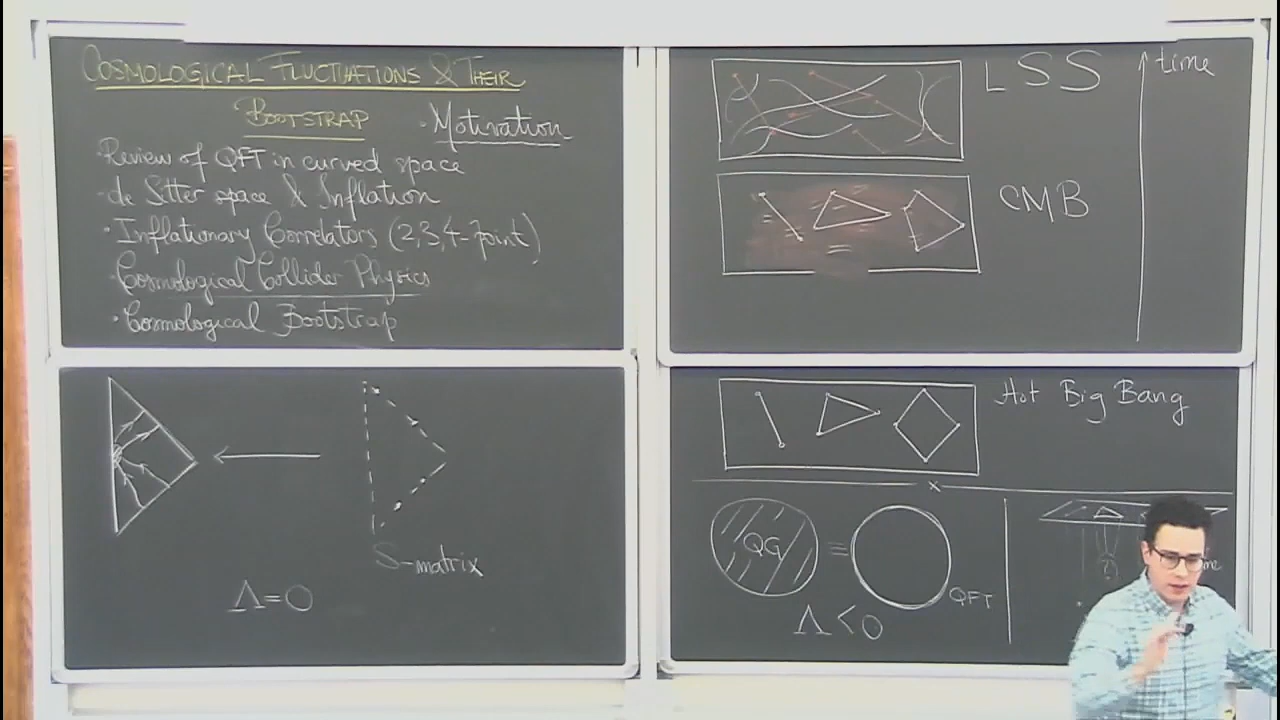 COSMOLOGICAL FLUCTUATIONS & THEIR
BOOTSTRAP
· Motivation
· Review of QFT in curved space
· de Sitter space & Inflation
· Inflationary Correlators (2,3,4-point)
· Cosmological Collider Physics
· Cosmological Bootstrap
S-matrix
Λ=0
LSS
time
CMB
Hot Big Bang
QG
=
QFT
Λ<0
?